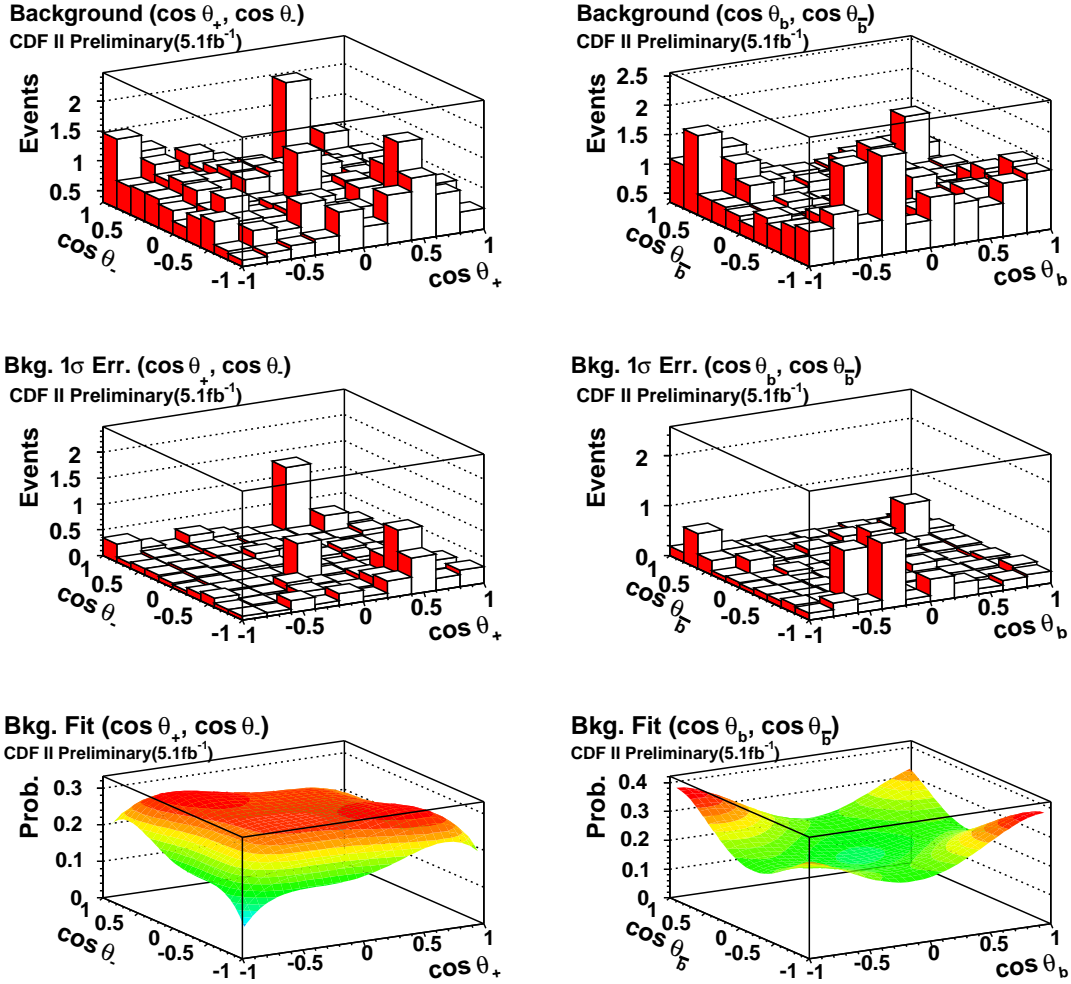 Background (cos θ+, cos θ-)
CDF II Preliminary(5.1fb-1)
Events
2
1.5
1
0.5
1
0.5
0
-0.5
-1
cos θ-
-1
-0.5
0
0.5
1
cos θ+
Background (cos θb, cos θb̅)
CDF II Preliminary(5.1fb-1)
Events
2.5
2
1.5
1
0.5
1
0.5
0
-0.5
-1
cos θb̅
-1
-0.5
0
0.5
1
cos θb
Bkg. 1σ Err. (cos θ+, cos θ-)
CDF II Preliminary(5.1fb-1)
Events
2
1.5
1
0.5
0
1
0.5
0
-0.5
-1
cos θ-
-1
-0.5
0
0.5
1
cos θ+
Bkg. 1σ Err. (cos θb, cos θb̅)
CDF II Preliminary(5.1fb-1)
Events
2
1
0
1
0.5
0
-0.5
-1
cos θb̅
-1
-0.5
0
0.5
1
cos θb
Bkg. Fit (cos θ+, cos θ-)
CDF II Preliminary(5.1fb-1)
Prob.
0.3
0.2
0.1
0
1
0.5
0
-0.5
-1
cos θ-
-1
-0.5
0
0.5
1
cos θ+
Bkg. Fit (cos θb, cos θb̅)
CDF II Preliminary(5.1fb-1)
Prob.
0.4
0.3
0.2
0.1
0
1
0.5
0
-0.5
-1
cos θb̅
-1
-0.5
0
0.5
1
cos θb